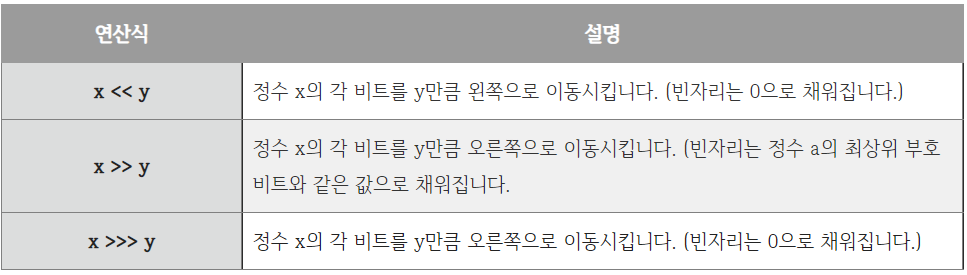 연산식 설명
x << y 정수 x의 각 비트를 y만큼 왼쪽으로 이동시킵니다. (빈자리는 0으로 채워집니다.)
x >> y 정수 x의 각 비트를 y만큼 오른쪽으로 이동시킵니다. (빈자리는 정수 a의 최상위 부호
비트와 같은 값으로 채워집니다.
x >>> y 정수 x의 각 비트를 y만큼 오른쪽으로 이동시킵니다. (빈자리는 0으로 채워집니다.)